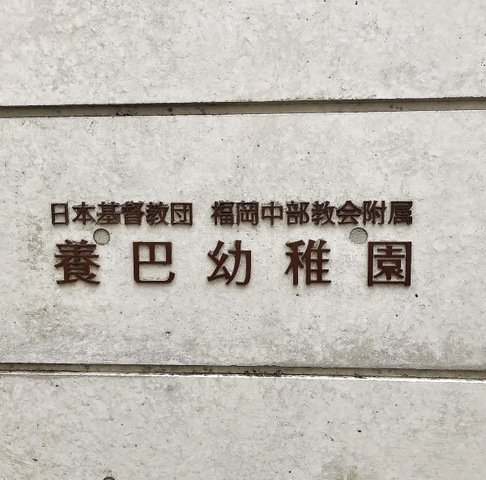 日本基督教団 福岡中部教会附属
養巴幼稚園